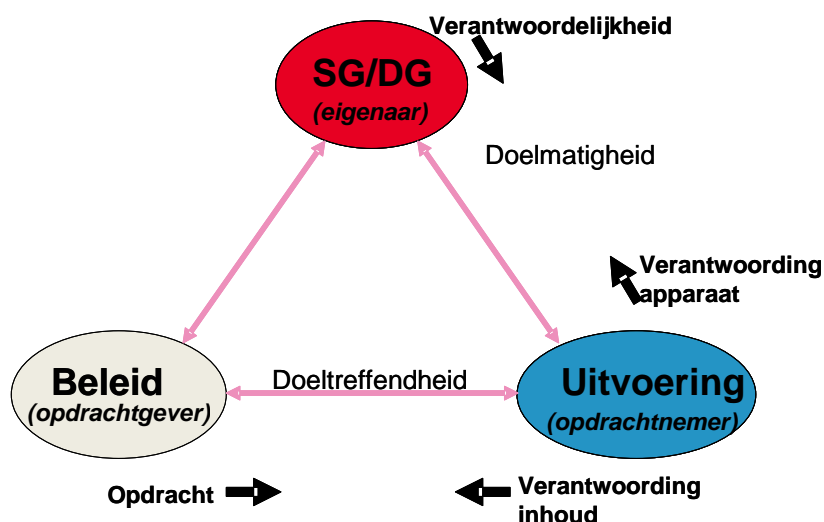 Verantwoordelijkheid
SG/DG
(eigenaar)
Doelmatigheid
Verantwoording
apparaat
Beleid
(opdrachtgever)
Doeltreffendheid
Uitvoering
(opdrachtnemer)
Opdracht
Verantwoording
inhoud